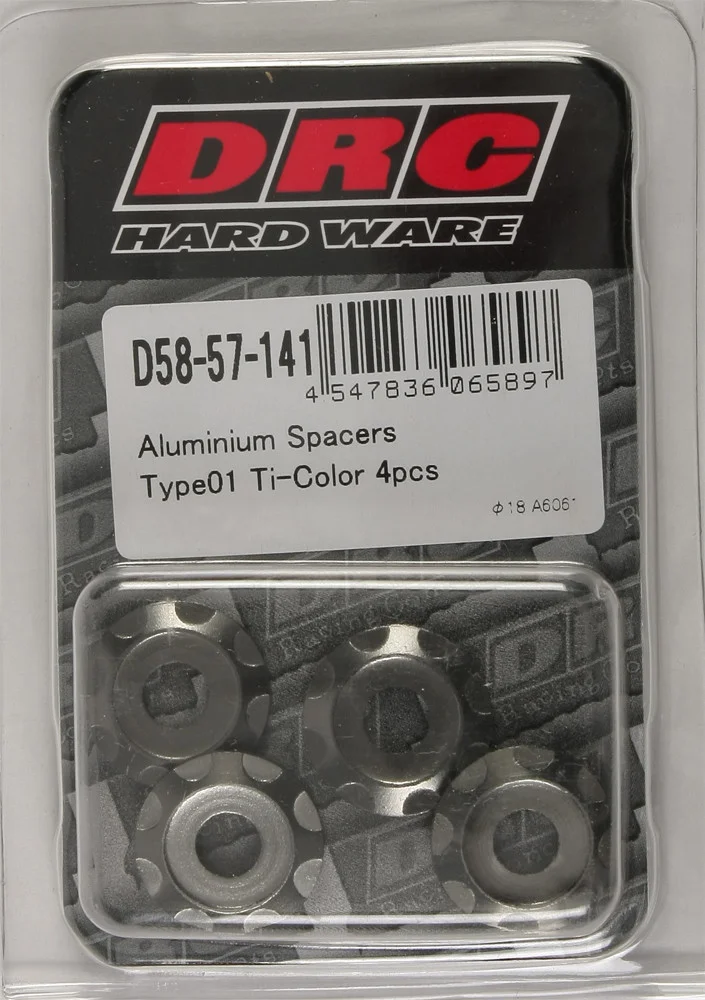 DRC
HARD WARE
D58-57-141
4 547836 065897
Aluminium Spacers
Type01 Ti-Color 4pcs
φ18 A6061